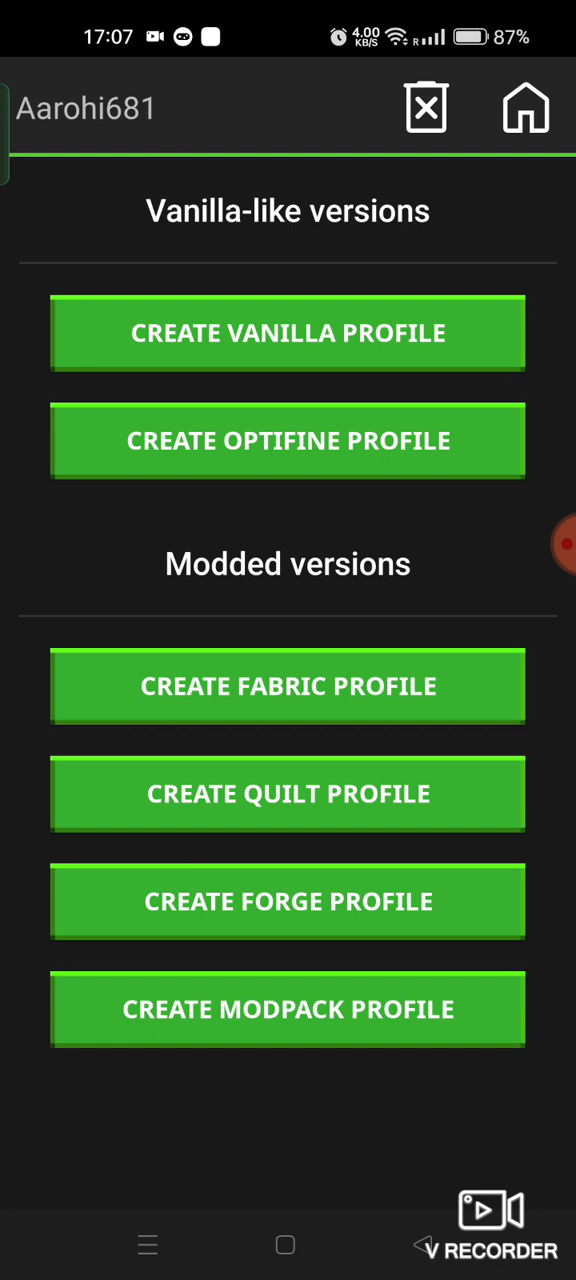 17:07
4.00
KB/S
R
87%
Aarohi681
Vanilla-like versions
CREATE VANILLA PROFILE
CREATE OPTIFINE PROFILE
Modded versions
CREATE FABRIC PROFILE
CREATE QUILT PROFILE
CREATE FORGE PROFILE
CREATE MODPACK PROFILE
V RECORDER